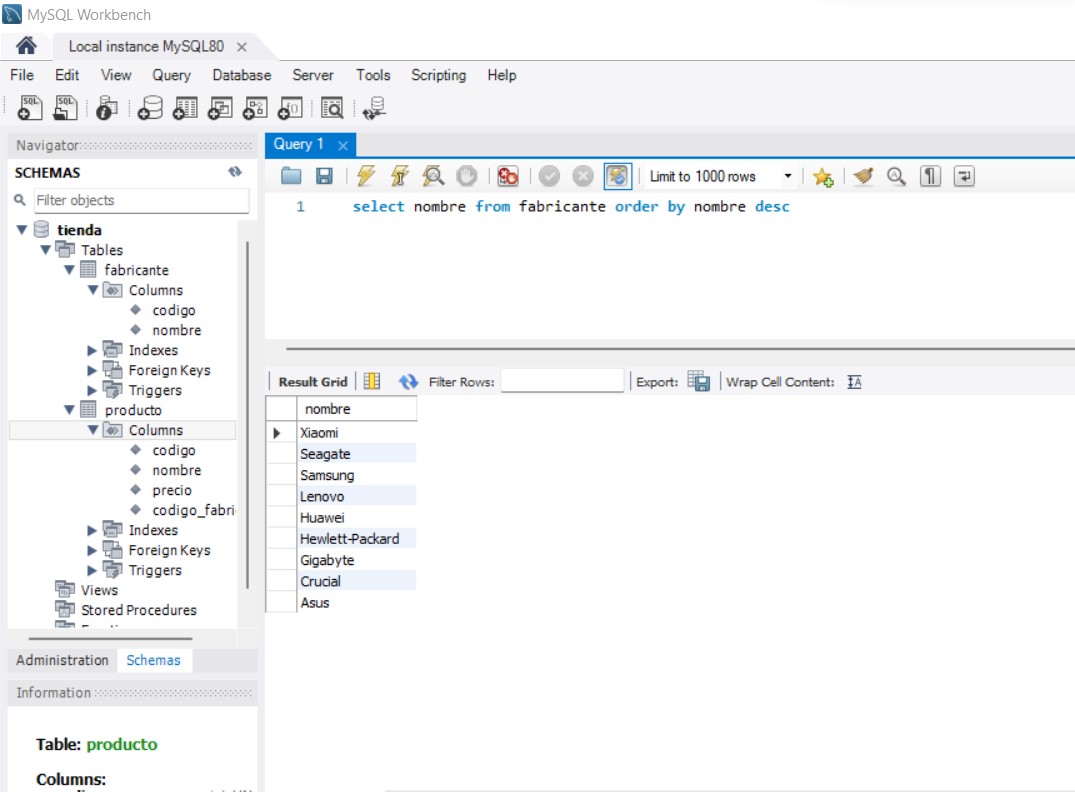 MySQL Workbench
Local instance MySQL80
File Edit View Query Database Server Tools Scripting Help
Navigator
SCHEMAS
Filter objects
tienda
Tables
fabricante
Columns
codigo
nombre
Indexes
Foreign Keys
Triggers
producto
Columns
codigo
nombre
precio
codigo_fabri
Indexes
Foreign Keys
Triggers
Views
Stored Procedures
Administration Schemas
Information
Table: producto
Columns:
Query 1
Limit to 1000 rows
1 select nombre from fabricante order by nombre desc
Result Grid Filter Rows: Export: Wrap Cell Content:
nombre
Xiaomi
Seagate
Samsung
Lenovo
Huawei
Hewlett-Packard
Gigabyte
Crucial
Asus